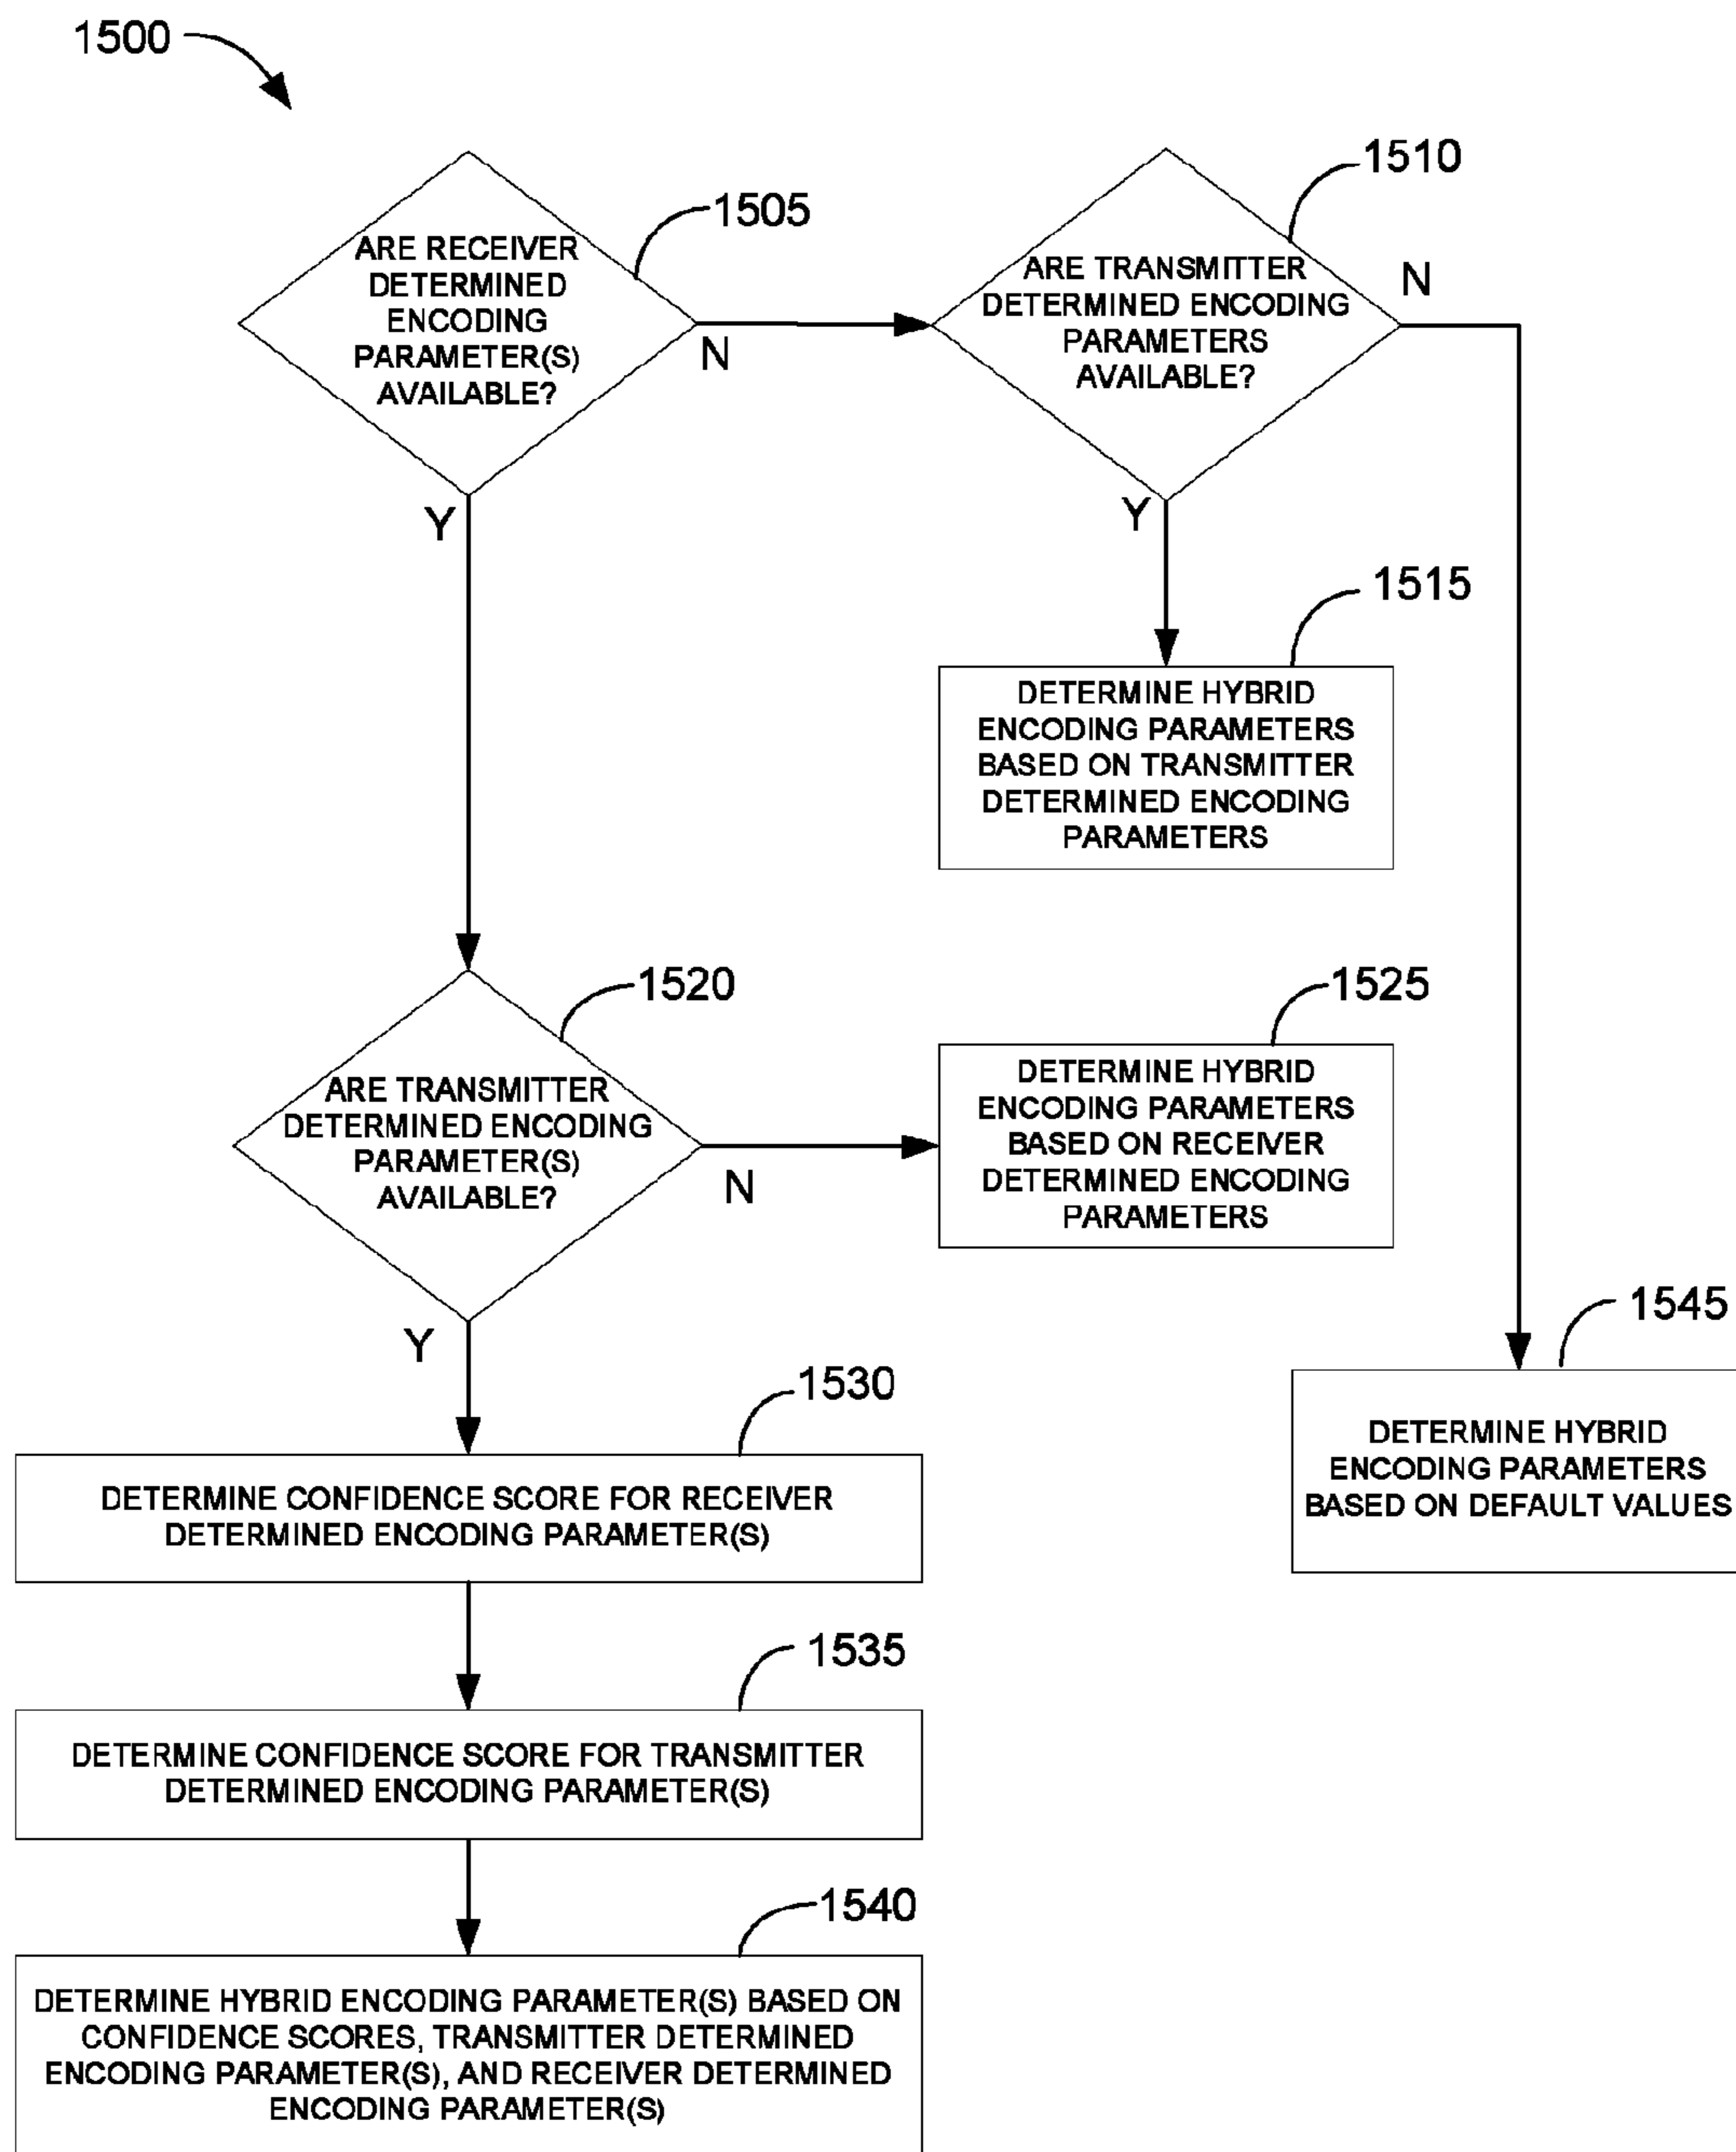 1500
1505
ARE RECEIVER
DETERMINED
ENCODING
PARAMETER(S)
AVAILABLE?
N
Y
1510
ARE TRANSMITTER
DETERMINED ENCODING
PARAMETERS
AVAILABLE?
N
Y
1515
DETERMINE HYBRID
ENCODING PARAMETERS
BASED ON TRANSMITTER
DETERMINED ENCODING
PARAMETERS
1520
ARE TRANSMITTER
DETERMINED ENCODING
PARAMETER(S)
AVAILABLE?
N
Y
1525
DETERMINE HYBRID
ENCODING PARAMETERS
BASED ON RECEIVER
DETERMINED ENCODING
PARAMETERS
1545
DETERMINE HYBRID
ENCODING PARAMETERS
BASED ON DEFAULT VALUES
1530
DETERMINE CONFIDENCE SCORE FOR RECEIVER
DETERMINED ENCODING PARAMETER(S)
1535
DETERMINE CONFIDENCE SCORE FOR TRANSMITTER
DETERMINED ENCODING PARAMETER(S)
1540
DETERMINE HYBRID ENCODING PARAMETER(S) BASED ON
CONFIDENCE SCORES, TRANSMITTER DETERMINED
ENCODING PARAMETER(S), AND RECEIVER DETERMINED
ENCODING PARAMETER(S)